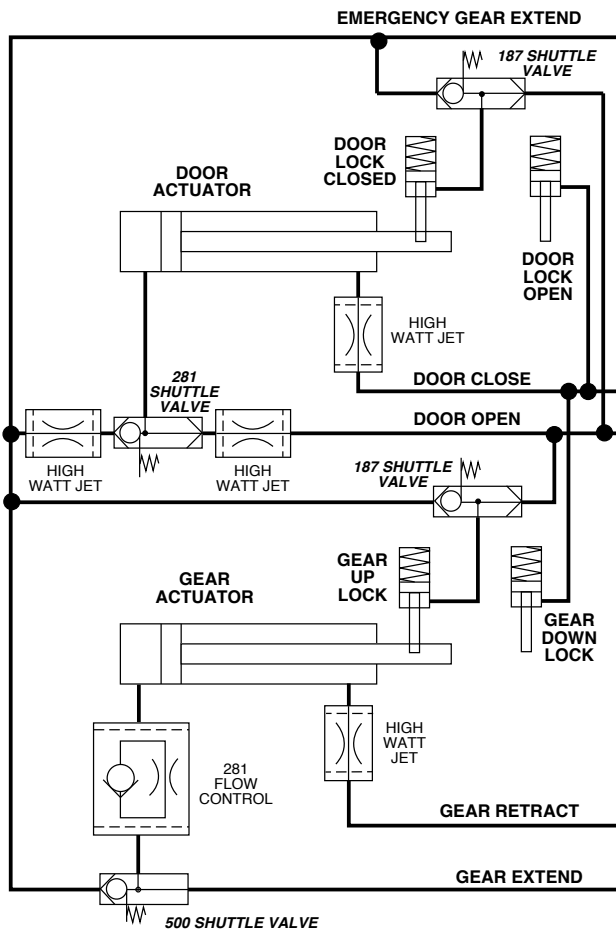 EMERGENCY GEAR EXTEND
187 SHUTTLE
VALVE
DOOR
LOCK
CLOSED
DOOR
ACTUATOR
DOOR
LOCK
OPEN
HIGH
WATT JET
281
SHUTTLE
VALVE
DOOR CLOSE
DOOR OPEN
HIGH
WATT JET
HIGH
WATT JET
187 SHUTTLE
VALVE
GEAR
UP
LOCK
GEAR
ACTUATOR
GEAR
DOWN
LOCK
HIGH
WATT
JET
281
FLOW
CONTROL
GEAR RETRACT
GEAR EXTEND
500 SHUTTLE VALVE